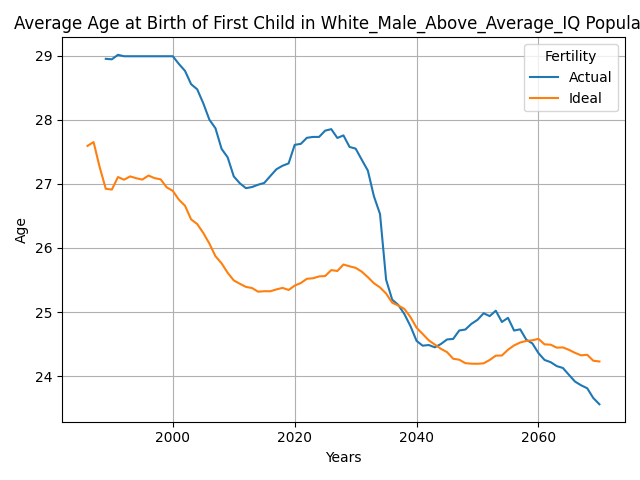 Average Age at Birth of First Child in White_Male_Above_Average_IQ Popula
Fertility
Actual
Ideal
29
28
27
26
25
24
Age
2000
2020
2040
2060
Years